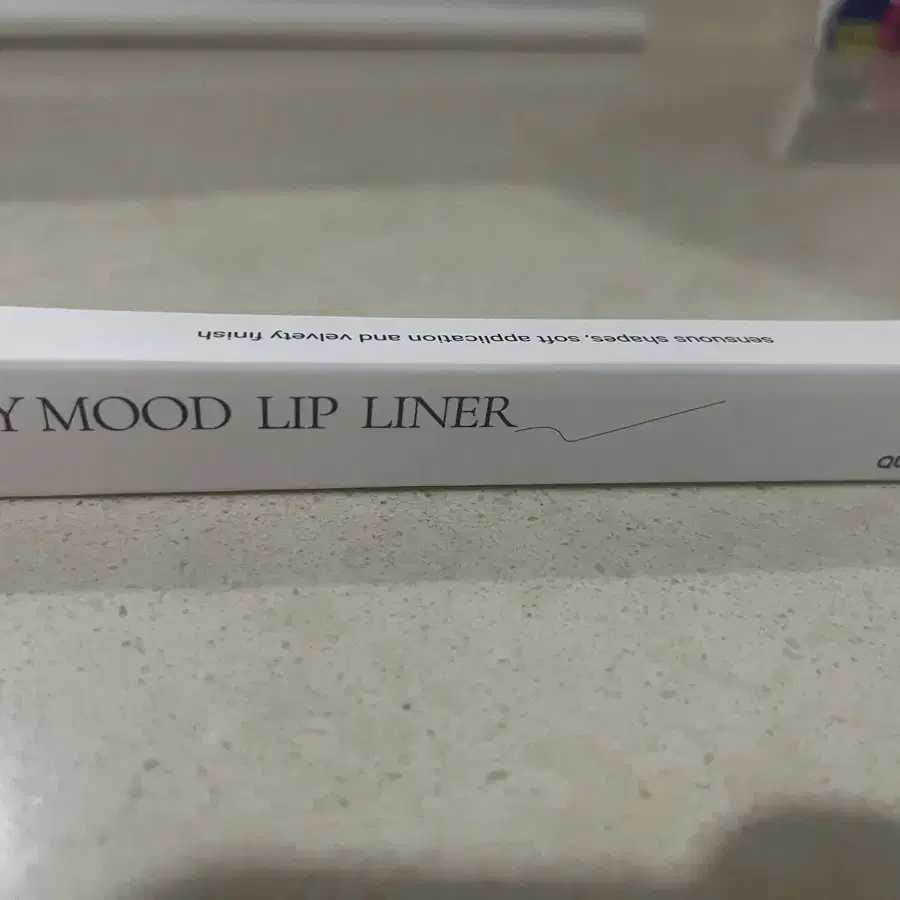 sensuous shapes, soft application and velvety finish
Y MOOD LIP LINER